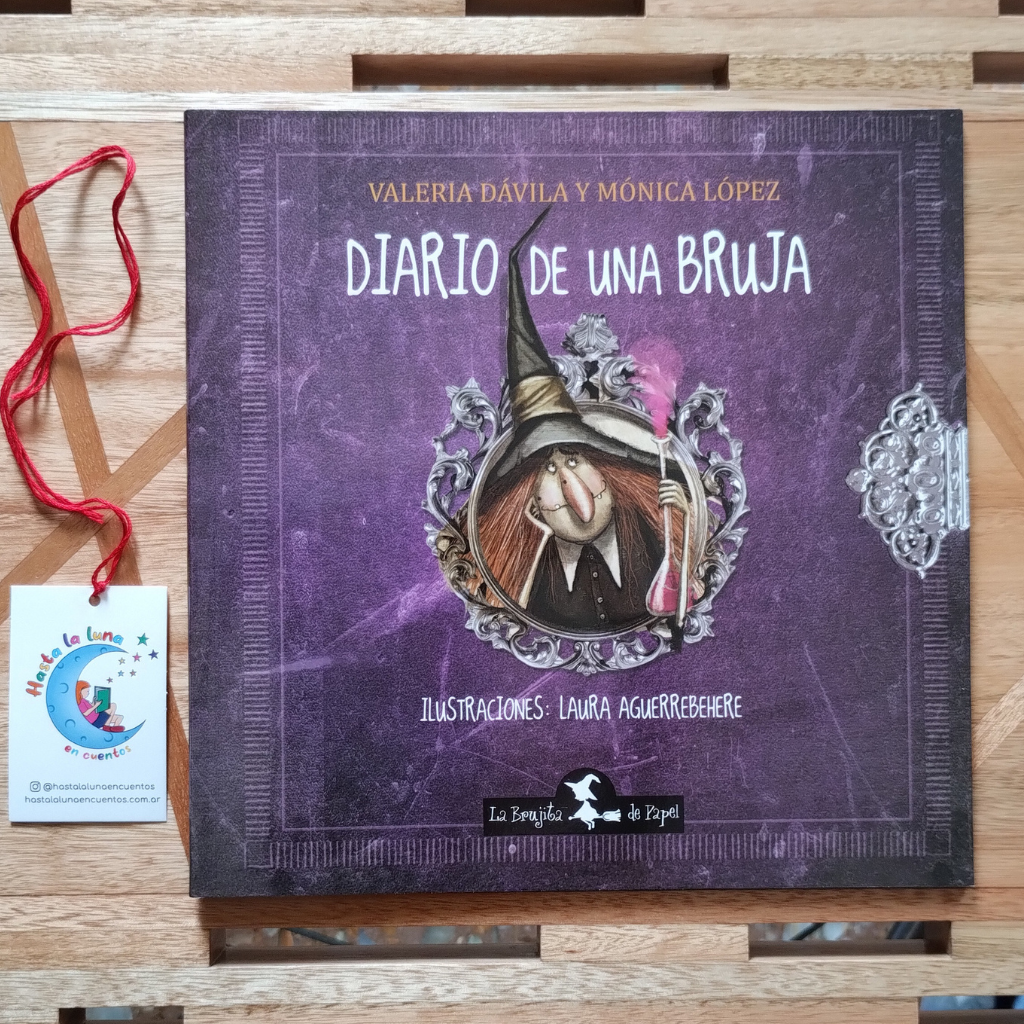 VALERIA DÁVILA Y MÓNICA LÓPEZ
DIARIO DE UNA BRUJA
ILUSTRACIONES: LAURA AGUERREBEHERE
La Brujita de Papel
Hasta la luna
en cuentos
@hastalalunaencuentos
hastalalunaencuentos.com.ar